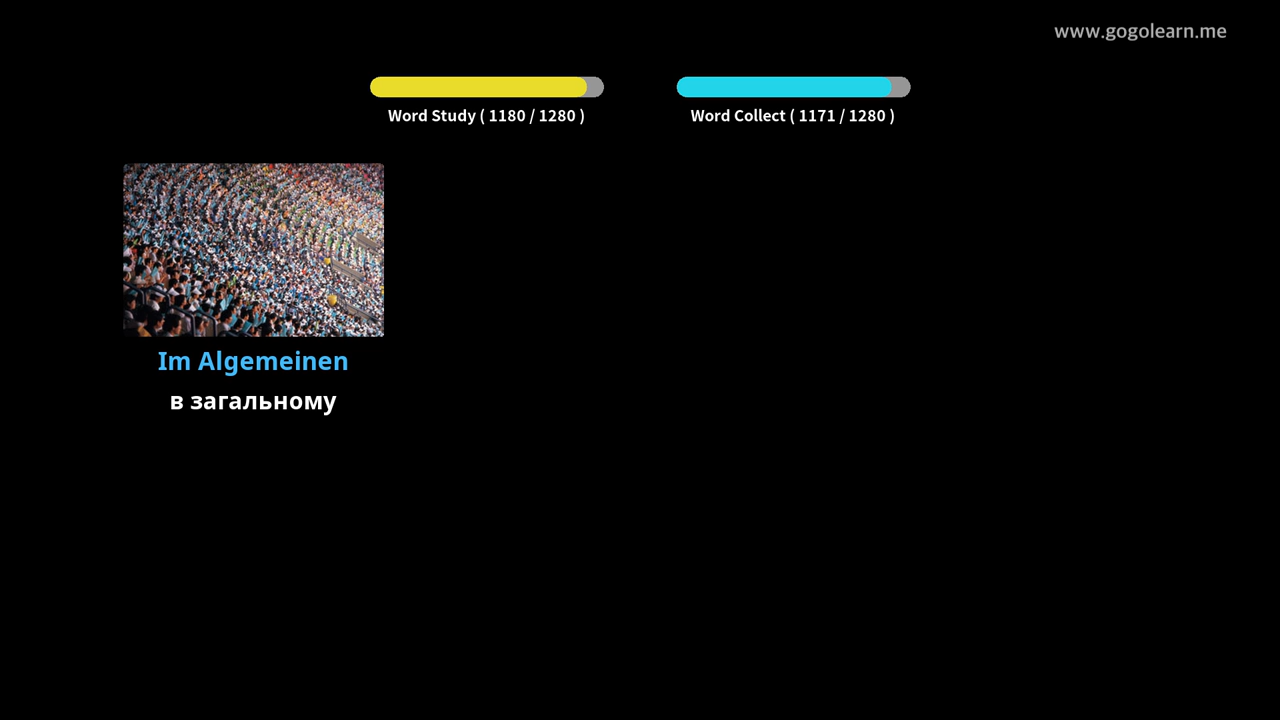 www.gogolearn.me
Word Study ( 1180 / 1280 )
Word Collect ( 1171 / 1280 )
Im Algemeinen
в загальному